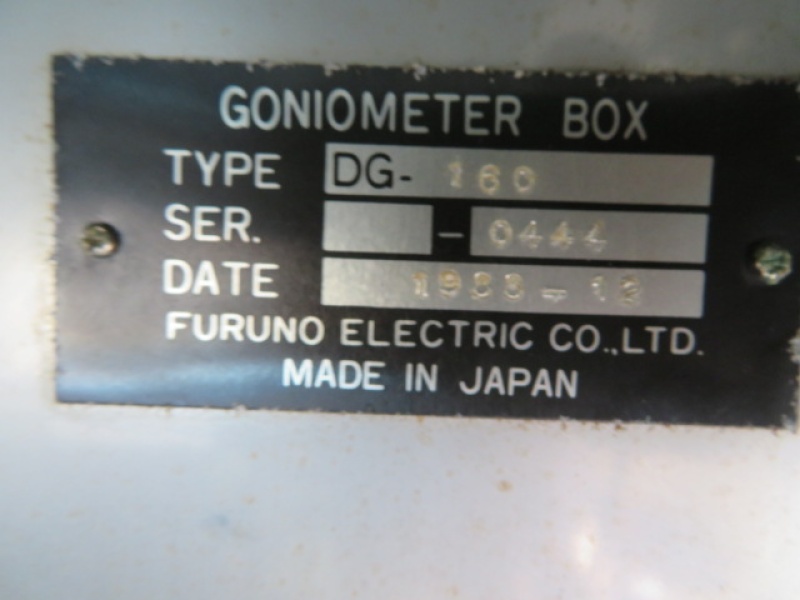 GONIOMETER BOX
TYPE DG- 160
SER. - 0444
DATE
FURUNO ELECTRIC CO.,LTD.
MADE IN JAPAN